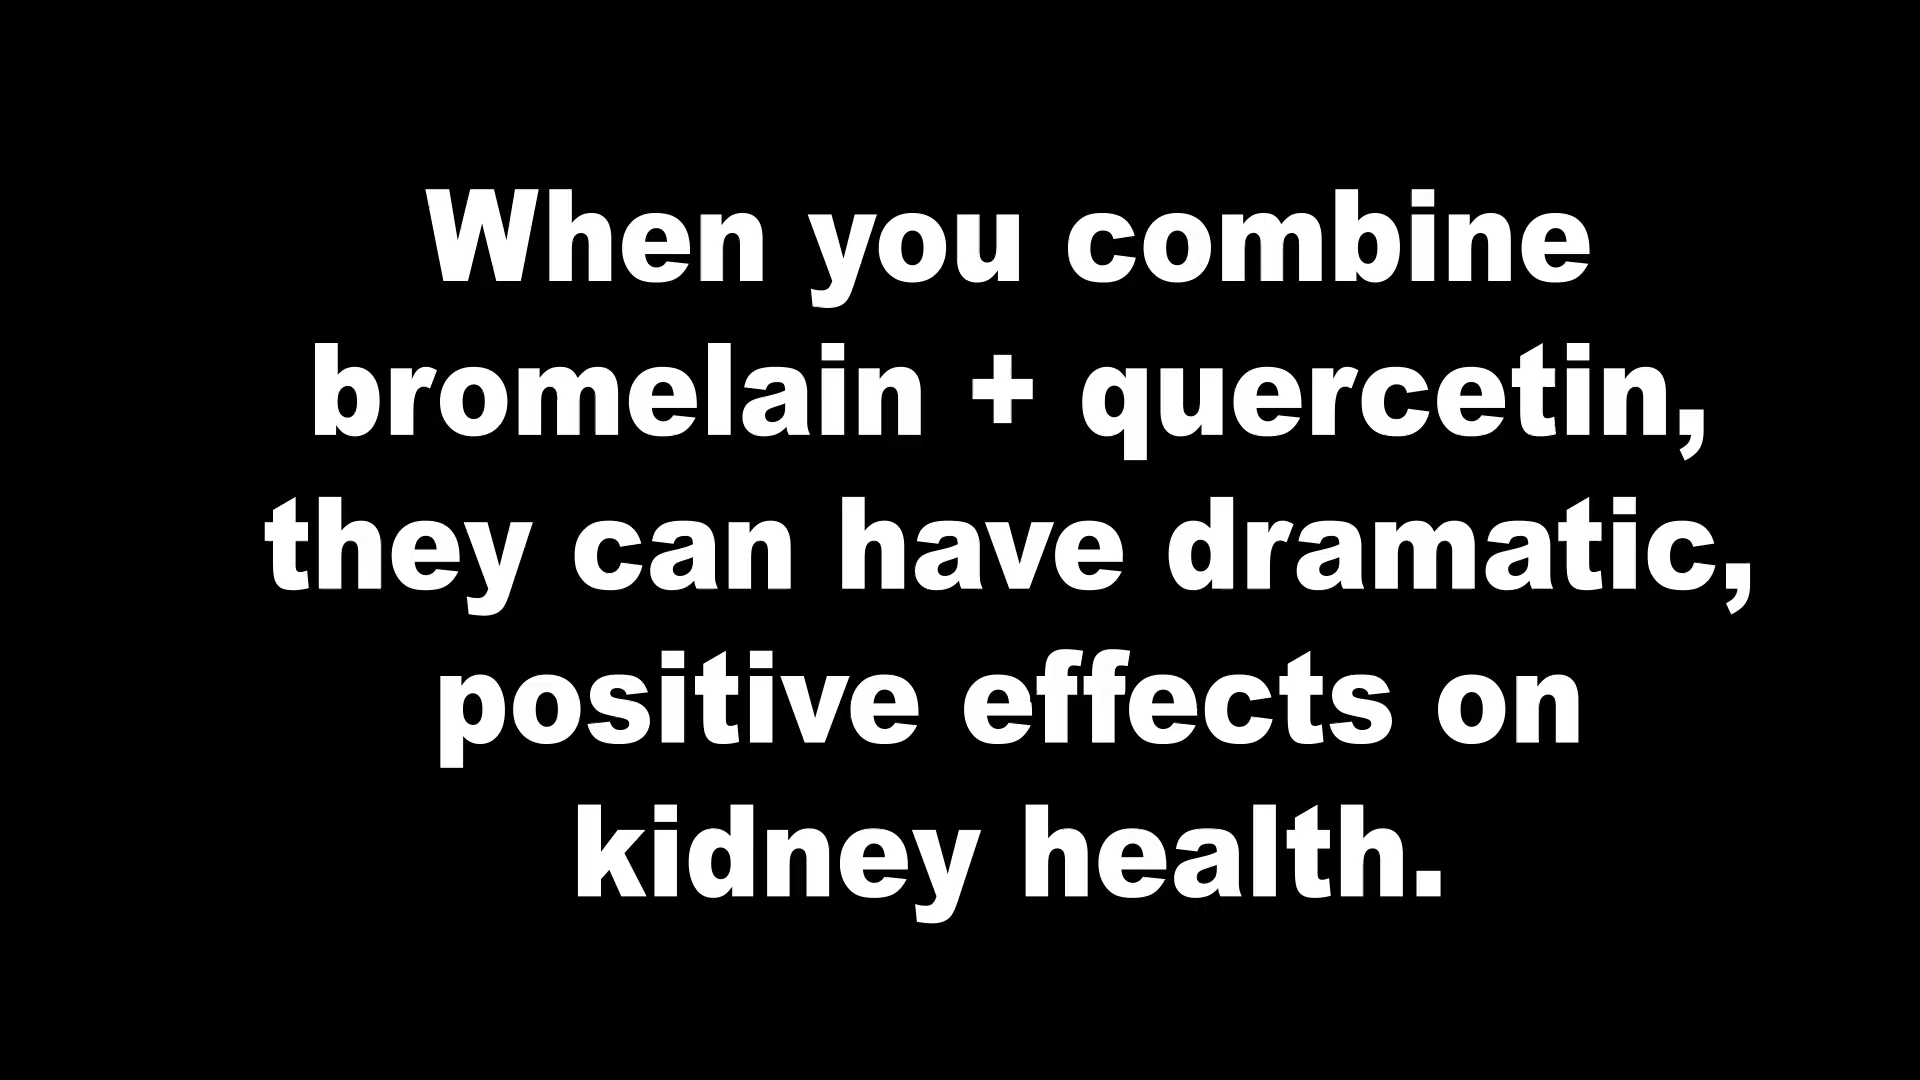 When you combine
bromelain + quercetin,
they can have dramatic,
positive effects on
kidney health.